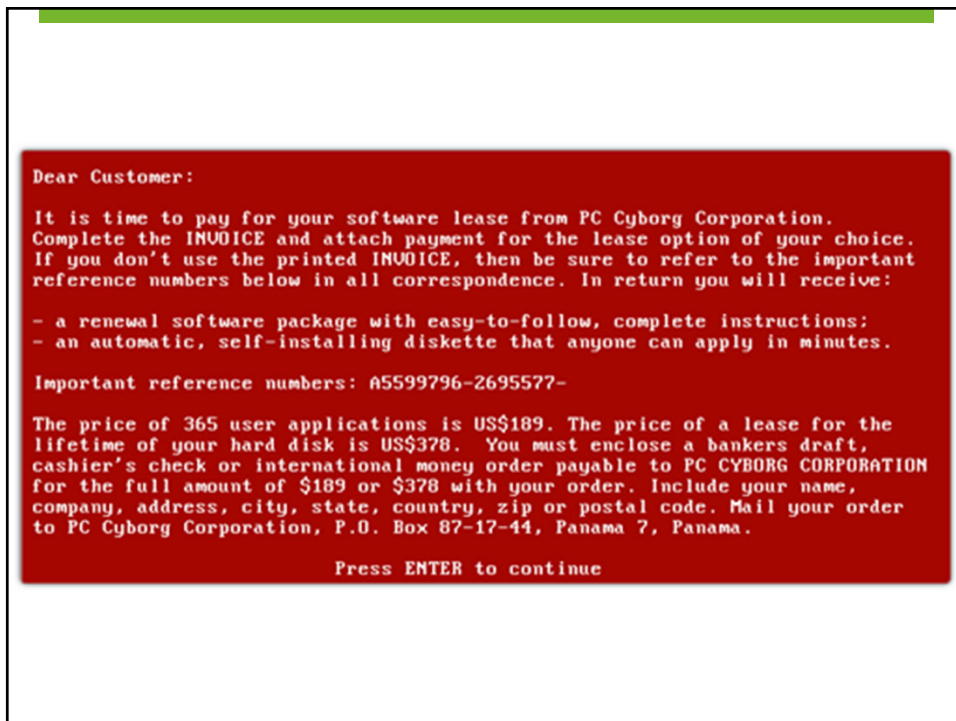 Dear Customer:
It is time to pay for your software lease from PC Cyborg Corporation.
Complete the INVOICE and attach payment for the lease option of your choice.
If you don't use the printed INVOICE, then be sure to refer to the important
reference numbers below in all correspondence. In return you will receive:
- a renewal software package with easy-to-follow, complete instructions;
- an automatic, self-installing diskette that anyone can apply in minutes.
Important reference numbers: A5599796-2695577-
The price of 365 user applications is US$189. The price of a lease for the
lifetime of your hard disk is US$378.  You must enclose a bankers draft,
cashier's check or international money order payable to PC CYBORG CORPORATION
for the full amount of $189 or $378 with your order. Include your name,
company, address, city, state, country, zip or postal code. Mail your order
to PC Cyborg Corporation, P.O. Box 87-17-44, Panama 7, Panama.
Press ENTER to continue